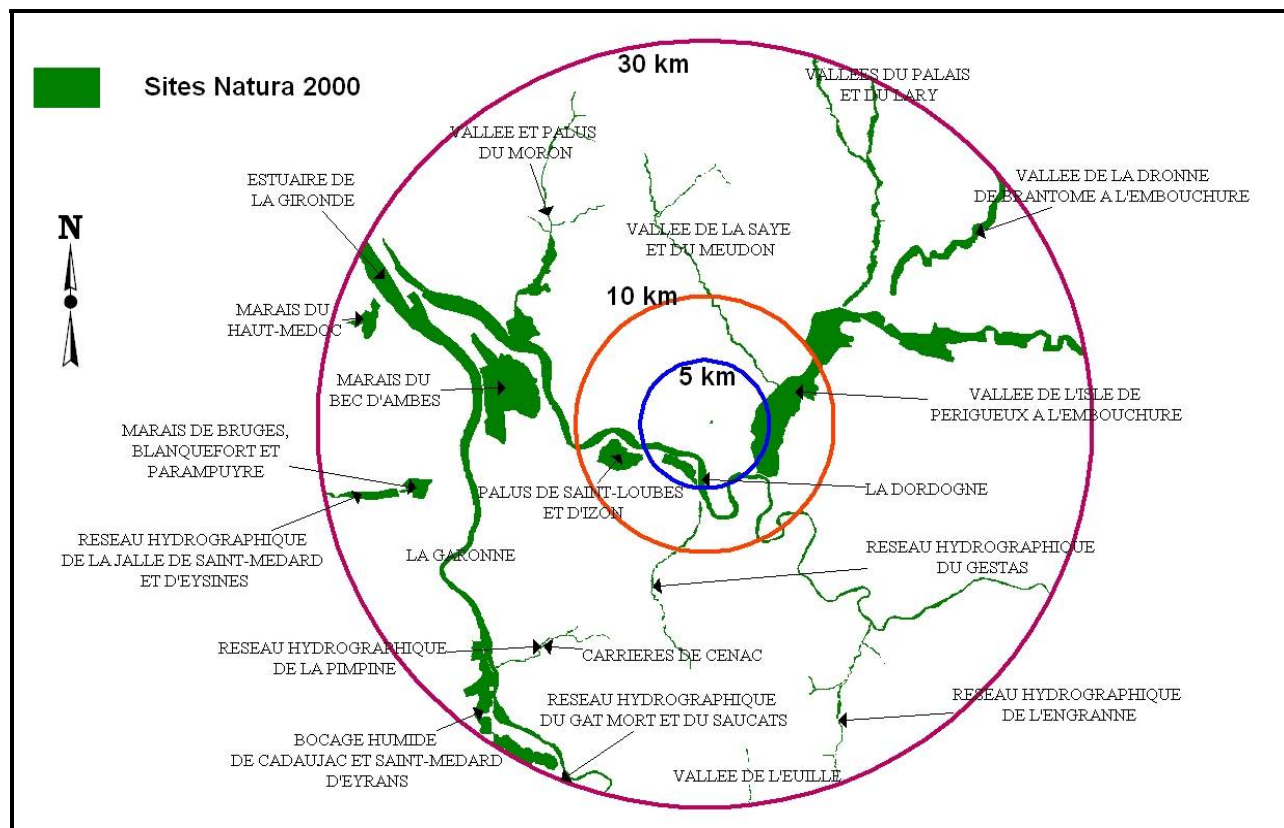 30 km
Sites Natura 2000
VALLEES DU PALAIS
ET DU LARY
VALLEE ET PALUS
DU MORON
ESTUAIRE DE
LA GIRONDE
VALLEE DE LA DRONNE
DE BRANTOME A L'EMBOUCHURE
N
VALLEE DE LA SAYE
ET DU MEUDON
10 km
MARAIS DU
HAUT-MEDOC
5 km
MARAIS DU
BEC D'AMBES
VALLEE DE L'ISLE DE
PERIGUEUX A L'EMBOUCHURE
MARAIS DE BRUGES,
BLANQUEFORT ET
PARAMPUYRE
LA DORDOGNE
PALUS DE SAINT-LOUBES
ET D'IZON
RESEAU HYDROGRAPHIQUE
DE LA JALLE DE SAINT-MEDARD
ET D'EYSINES
LA GARONNE
RESEAU HYDROGRAPHIQUE
DU GESTAS
RESEAU HYDROGRAPHIQUE
DE LA PIMPINE
CARRIERES DE CENAC
RESEAU HYDROGRAPHIQUE
DU GAT MORT ET DU SAUCATS
RESEAU HYDROGRAPHIQUE
DE L'ENGRANNE
BOCAGE HUMIDE
DE CADAUJAC ET SAINT-MEDARD
D'EYRANS
VALLEE DE L'EUILLE